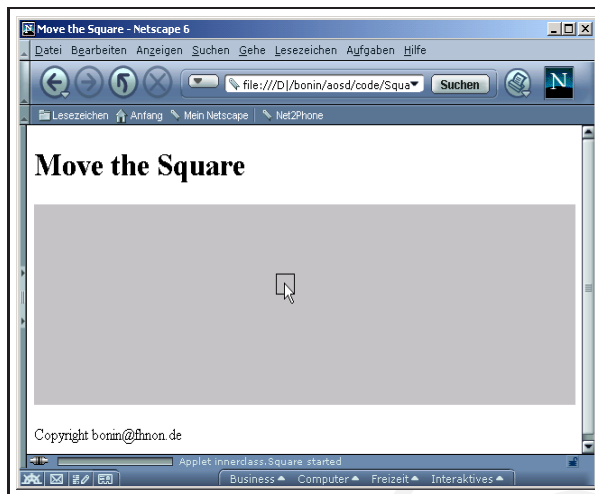 Move the Square - Netscape 6
Datei Bearbeiten Anzeigen Suchen Gehe Lesezeichen Aufgaben Hilfe
file:///D|/bonin/aosd/code/Squa Suchen N
Lesezeichen Anfang Mein Netscape Net2Phone
Move the Square
Copyright bonin@fhnon.de
Applet innerclass.Square started
Business Computer Freizeit Interaktives